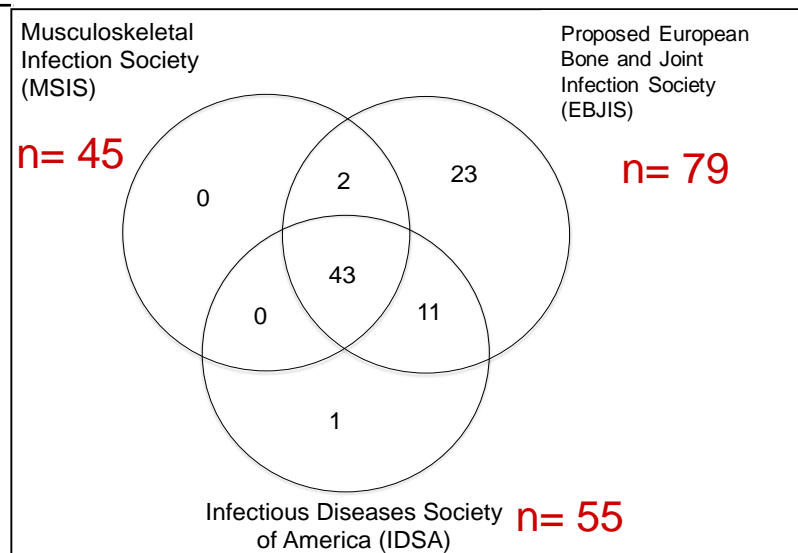 Musculoskeletal
Infection Society
(MSIS)
n= 45
Proposed European
Bone and Joint
Infection Society
(EBJIS)
n= 79
0
2
23
43
0
11
1
Infectious Diseases Society
of America (IDSA)
n= 55